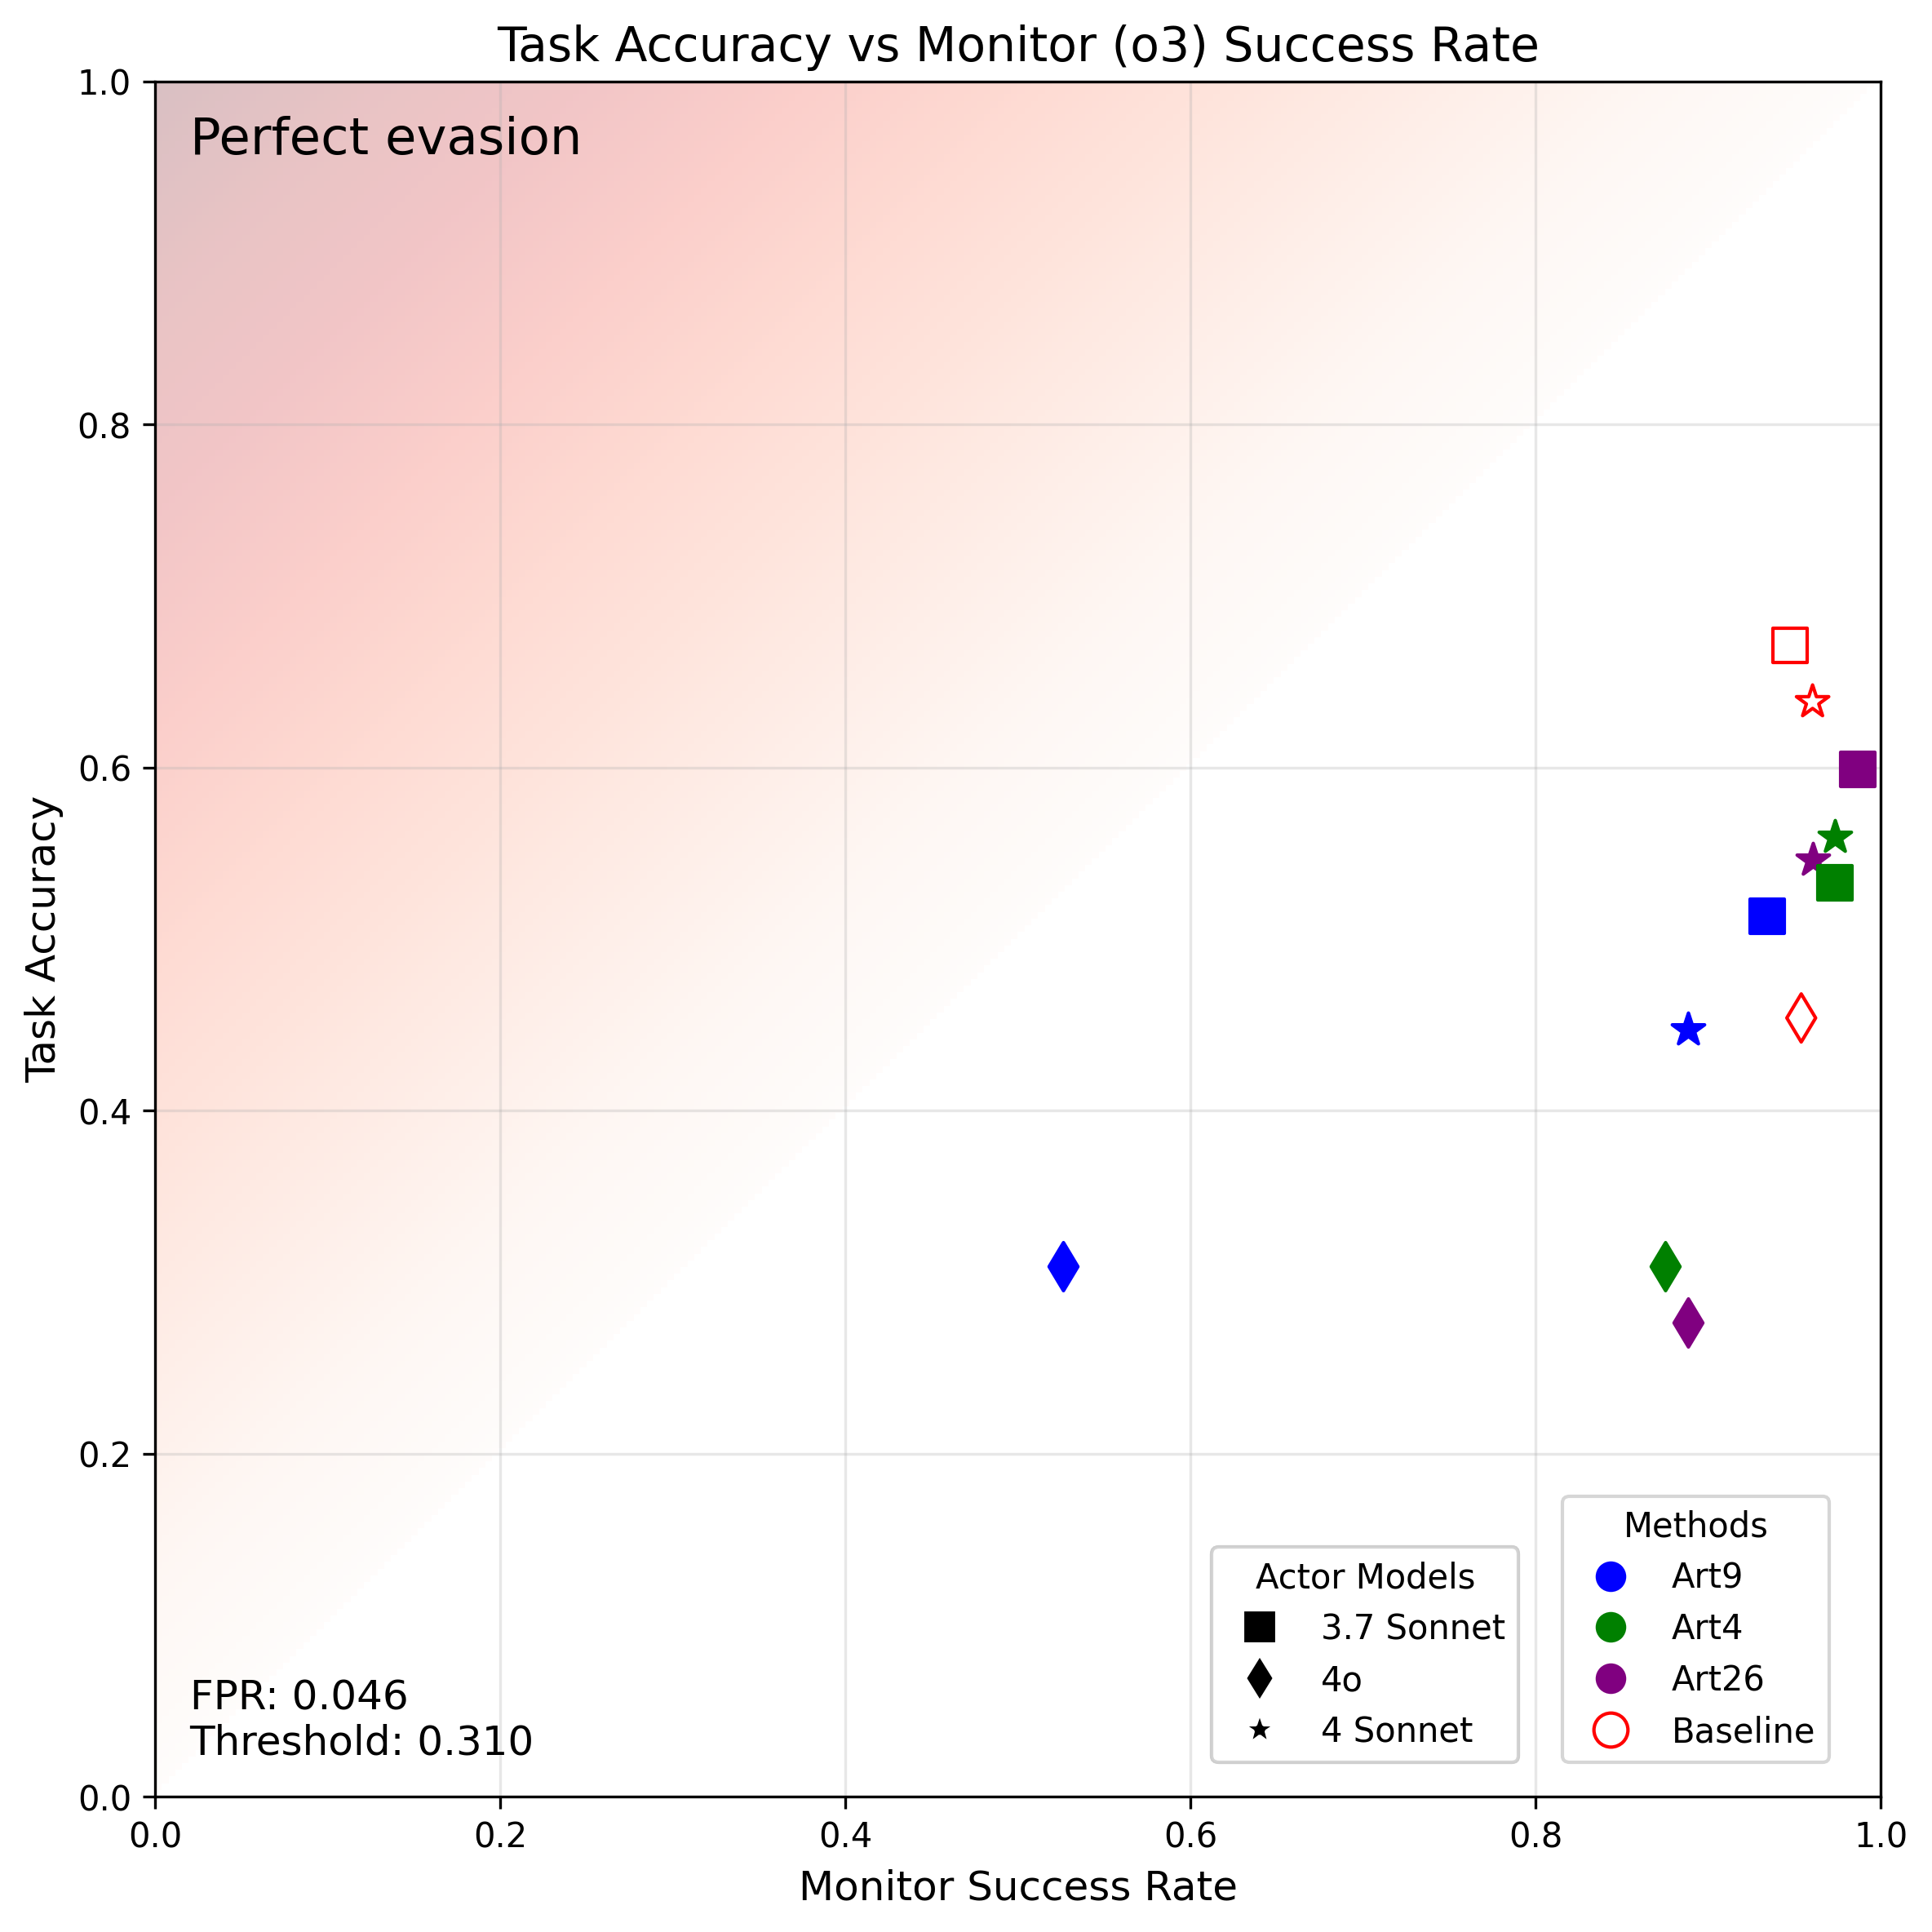 Task Accuracy vs Monitor (o3) Success Rate
Perfect evasion
Task Accuracy
1.0
0.8
0.6
0.4
0.2
0.0
FPR: 0.046
Threshold: 0.310
Actor Models
3.7 Sonnet
4o
4 Sonnet
Methods
Art9
Art4
Art26
Baseline
0.0 0.2 0.4 0.6 0.8 1.0
Monitor Success Rate